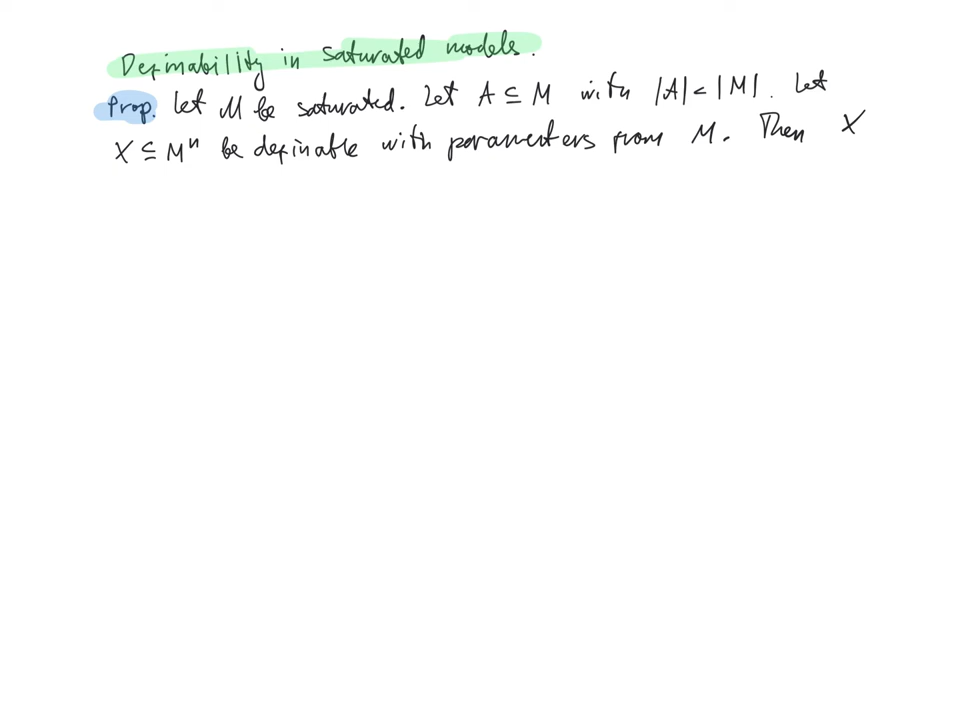 Definability in saturated models.
Prop. Let M be saturated. Let A ⊆ M with |A| < |M|. Let
X ⊆ Mⁿ be definable with parameters from M. Then X